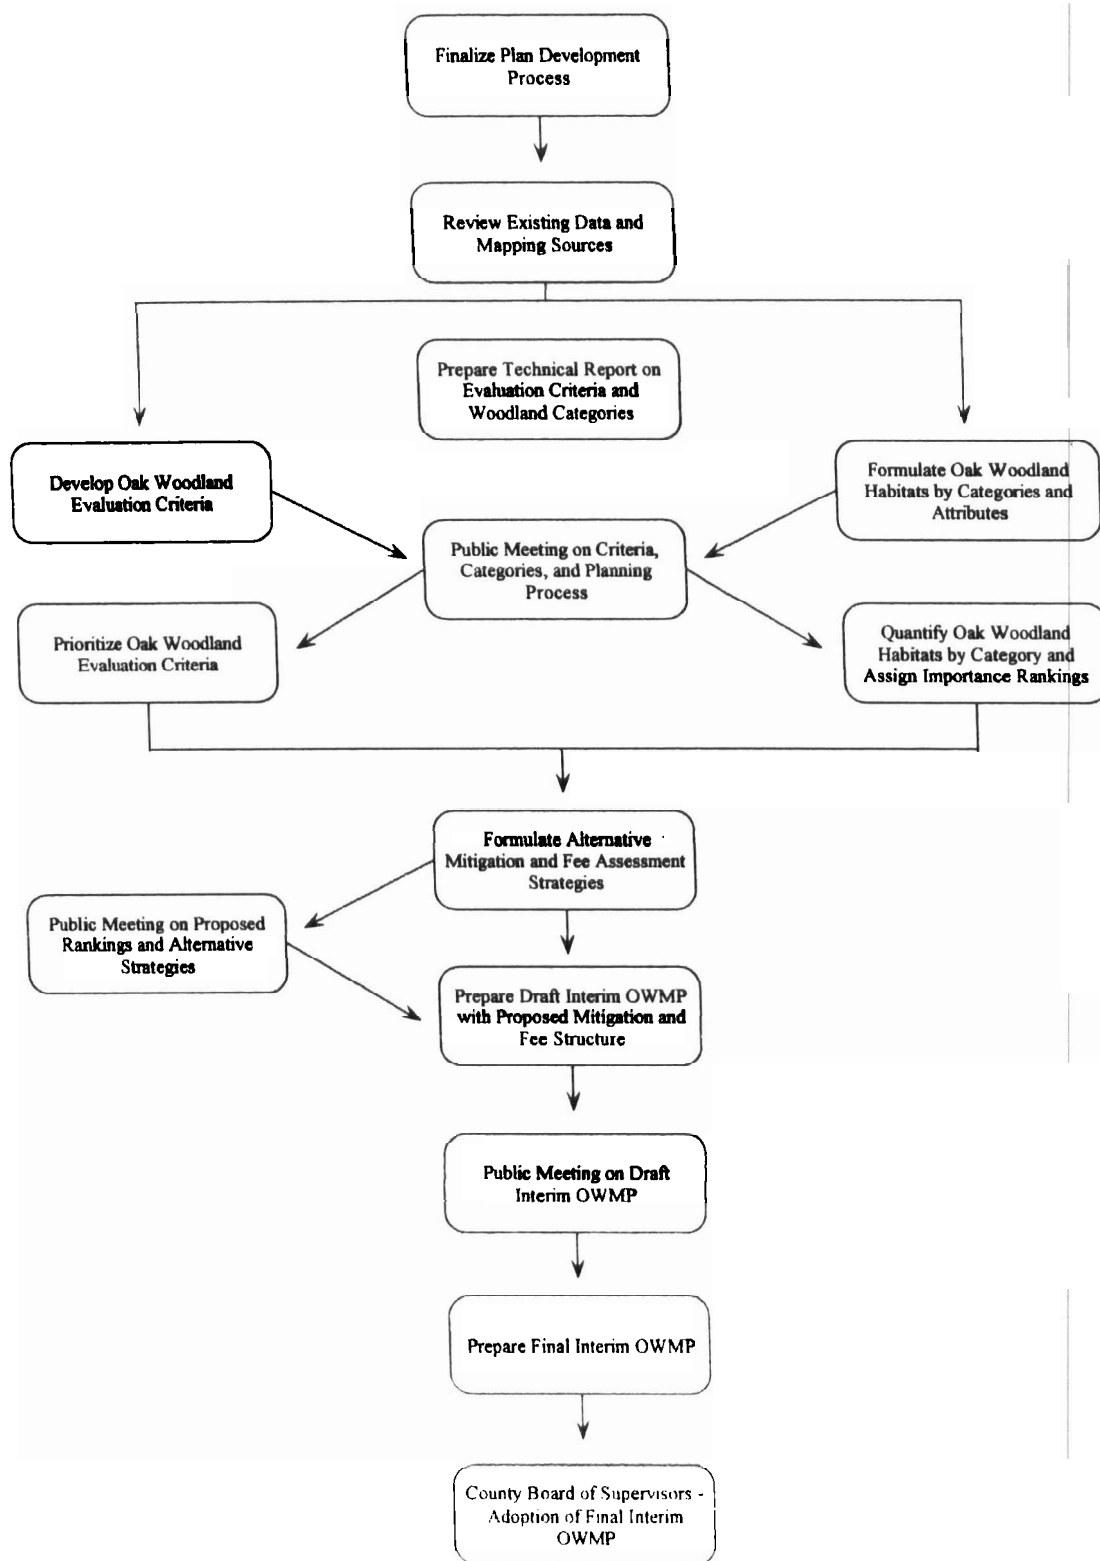 Finalize Plan Development
Process
Review Existing Data and
Mapping Sources
Prepare Technical Report on
Evaluation Criteria and
Woodland Categories
Develop Oak Woodland
Evaluation Criteria
Formulate Oak Woodland
Habitats by Categories and
Attributes
Public Meeting on Criteria,
Categories, and Planning
Process
Prioritize Oak Woodland
Evaluation Criteria
Quantify Oak Woodland
Habitats by Category and
Assign Importance Rankings
Formulate Alternative
Mitigation and Fee Assessment
Strategies
Public Meeting on Proposed
Rankings and Alternative
Strategies
Prepare Draft Interim OWMP
with Proposed Mitigation and
Fee Structure
Public Meeting on Draft
Interim OWMP
Prepare Final Interim OWMP
County Board of Supervisors -
Adoption of Final Interim
OWMP